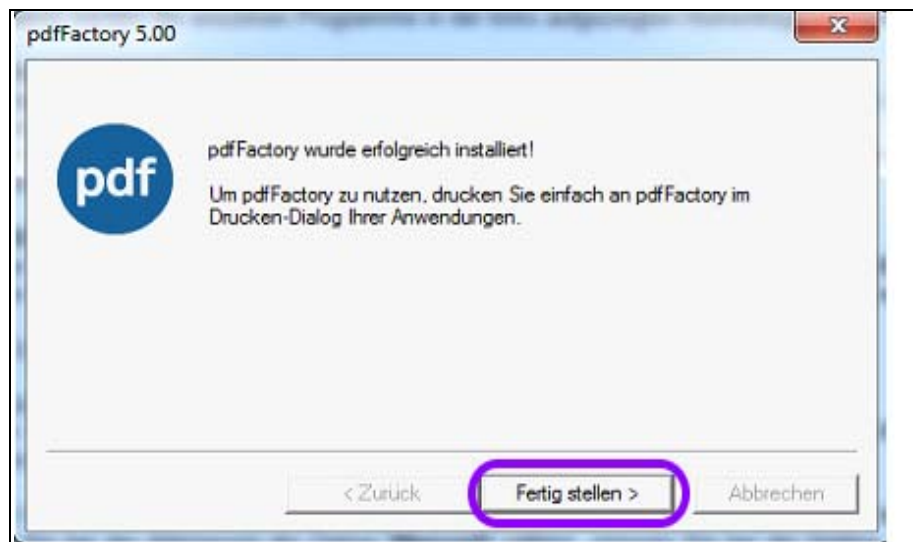 pdfFactory 5.00
pdf
pdfFactory wurde erfolgreich installiert!
Um pdfFactory zu nutzen, drucken Sie einfach an pdfFactory im
Drucken-Dialog Ihrer Anwendungen.
< Zurück
Fertig stellen >
Abbrechen